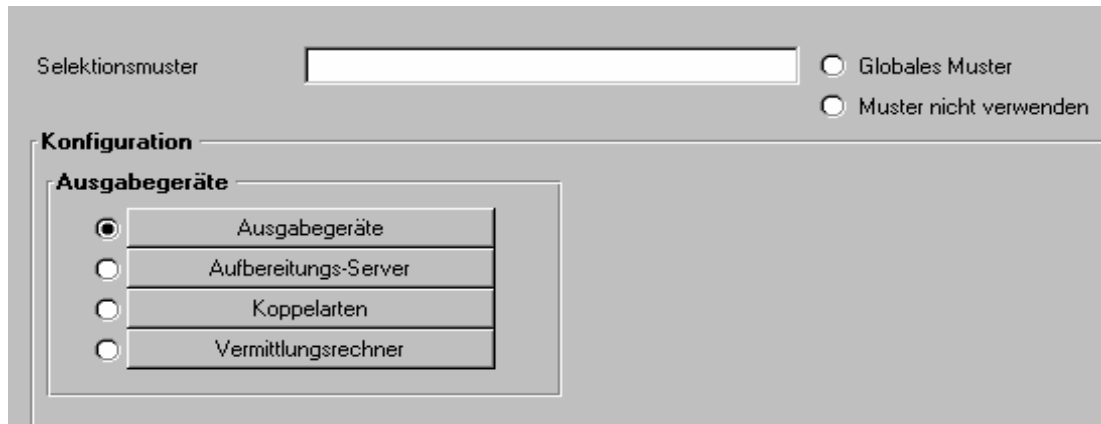 Selektionsmuster
Globales Muster
Muster nicht verwenden
Konfiguration
Ausgabegeräte
Ausgabegeräte
Aufbereitungs-Server
Koppelarten
Vermittlungsrechner